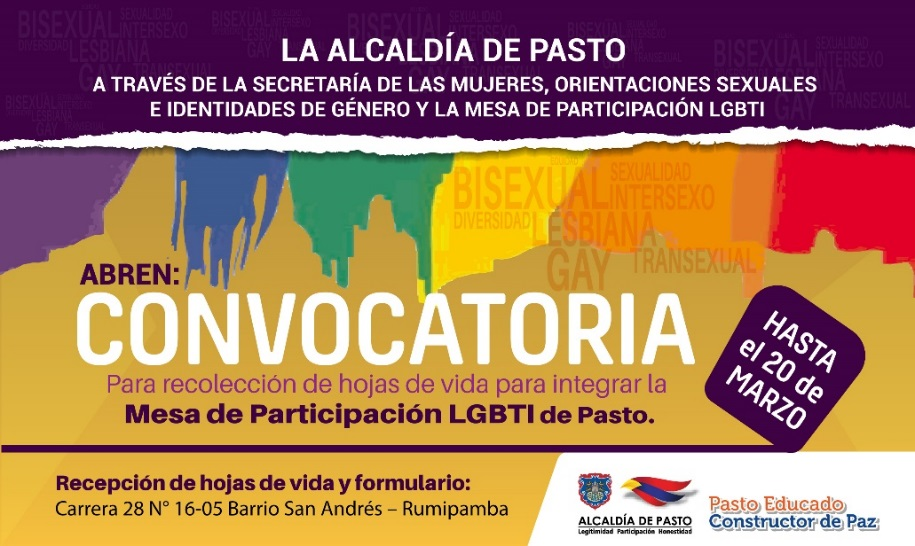 LA ALCALDÍA DE PASTO
A TRAVÉS DE LA SECRETARÍA DE LAS MUJERES, ORIENTACIONES SEXUALES
E IDENTIDADES DE GÉNERO Y LA MESA DE PARTICIPACIÓN LGBTI
BISEXUAL
SEXUALIDAD
INTERSEXO
DIVERSIDAD
LESBIANA
GAY
TRANSEXUAL
ABREN:
CONVOCATORIA
Para recolección de hojas de vida para integrar la
Mesa de Participación LGBTI de Pasto.
HASTA
el 20 de
MARZO
Recepción de hojas de vida y formulario:
Carrera 28 N° 16-05 Barrio San Andrés – Rumipamba
ALCALDÍA DE PASTO
Legitimidad Participación Honestidad
Pasto Educado
Constructor de Paz